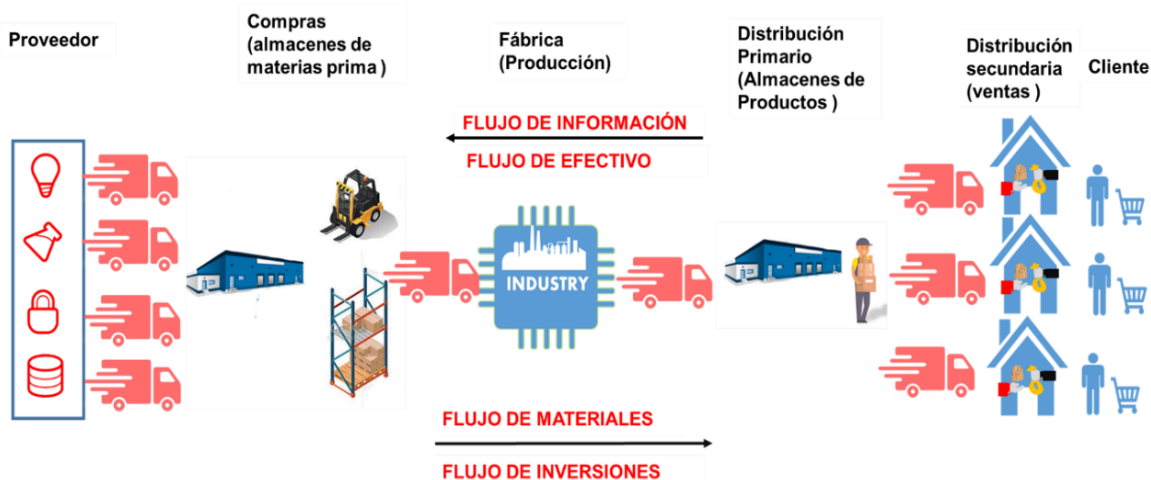 Proveedor
Compras
(almacenes de
materias prima )
Fábrica
(Producción)
Distribución
Primario
(Almacenes de
Productos )
Distribución
secundaria
(ventas )
Cliente
FLUJO DE INFORMACIÓN
FLUJO DE EFECTIVO
INDUSTRY
FLUJO DE MATERIALES
FLUJO DE INVERSIONES